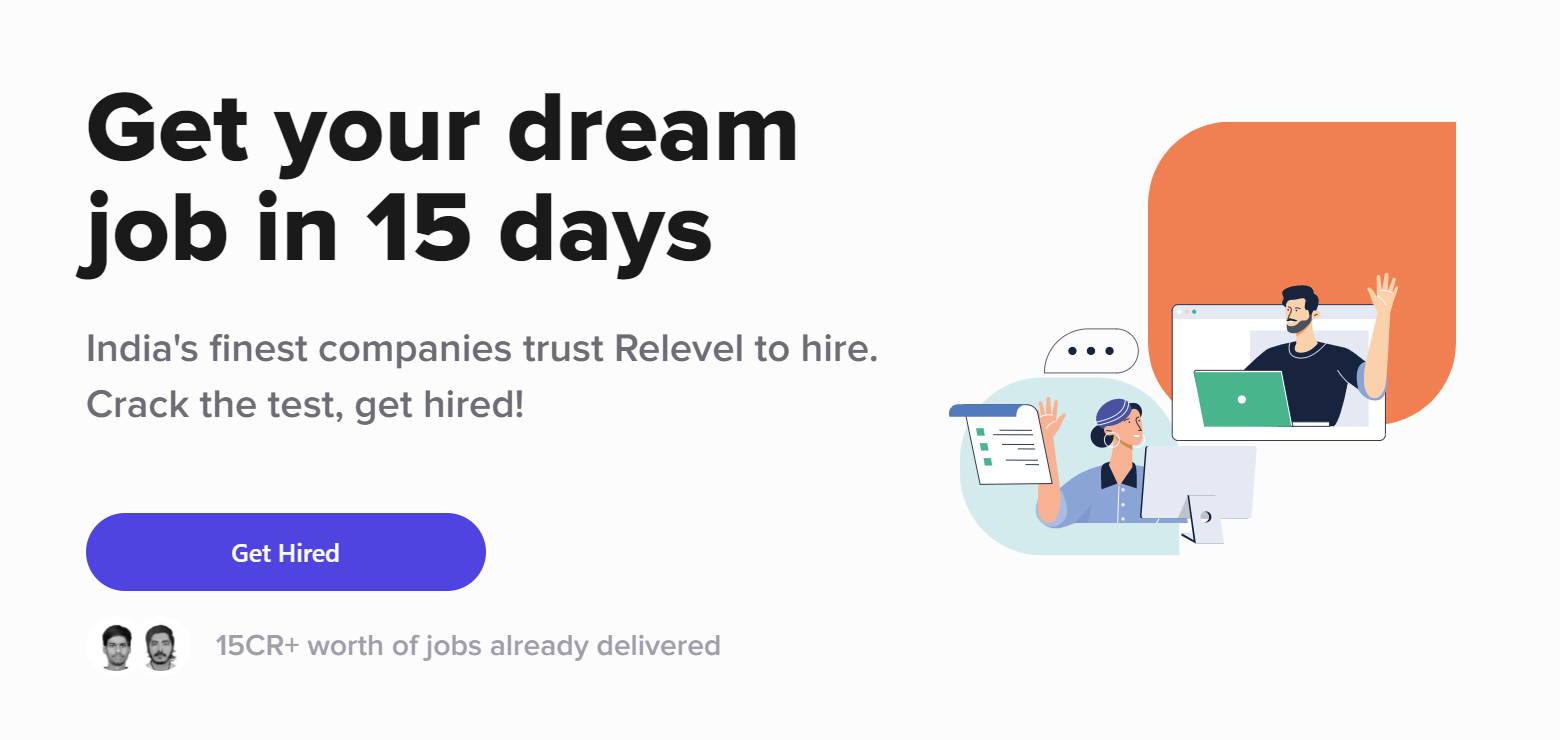 Get your dream
job in 15 days
India's finest companies trust Relevel to hire.
Crack the test, get hired!
Get Hired
15CR+ worth of jobs already delivered